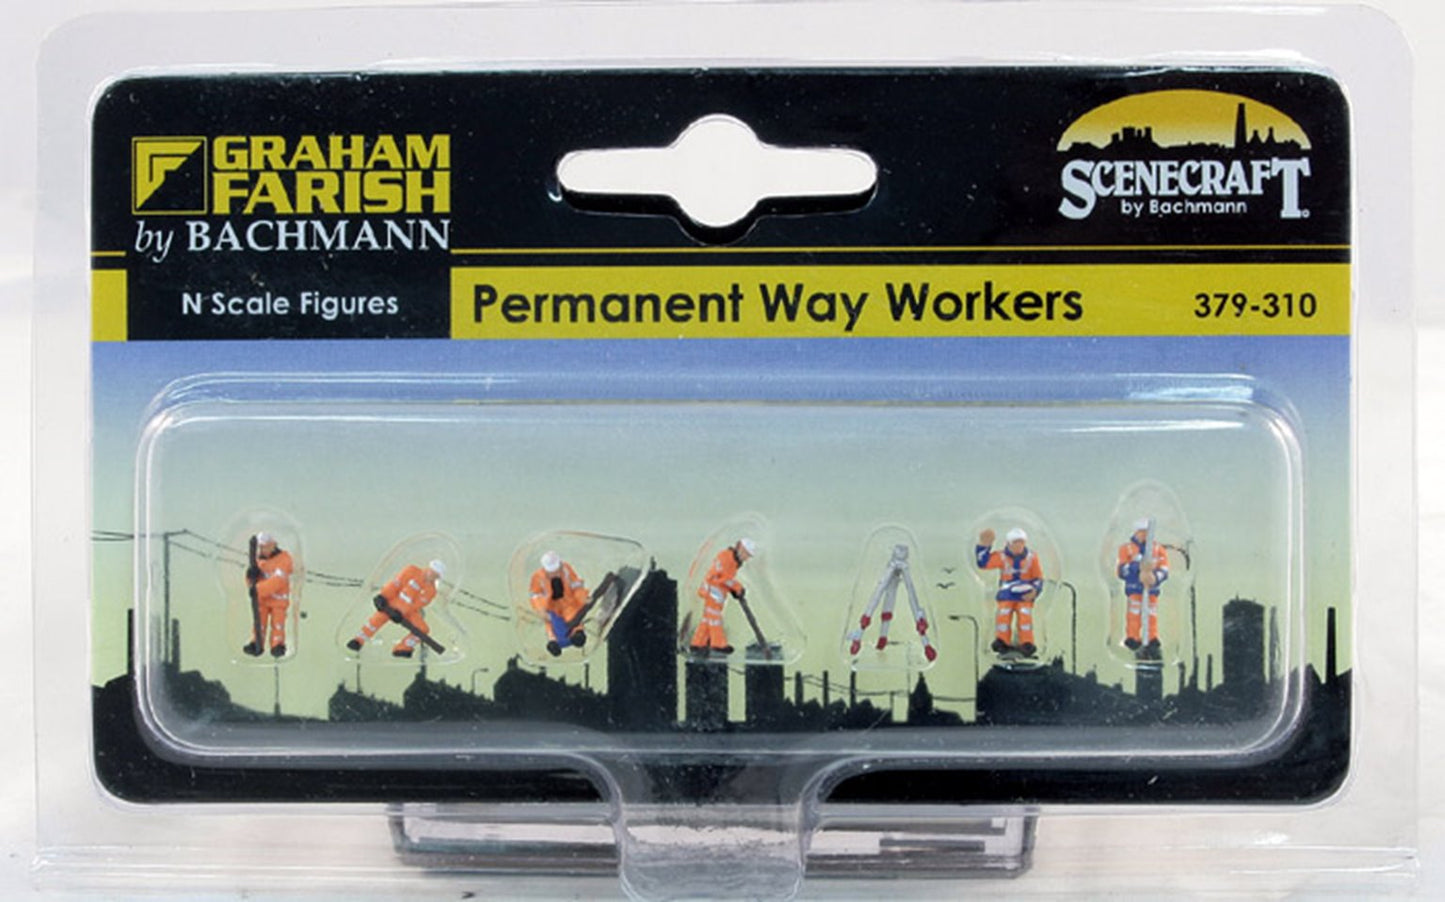 GRAHAM
FARISH
by BACHMANN
SCENECRAFT
by Bachmann
N Scale Figures
Permanent Way Workers
379-310